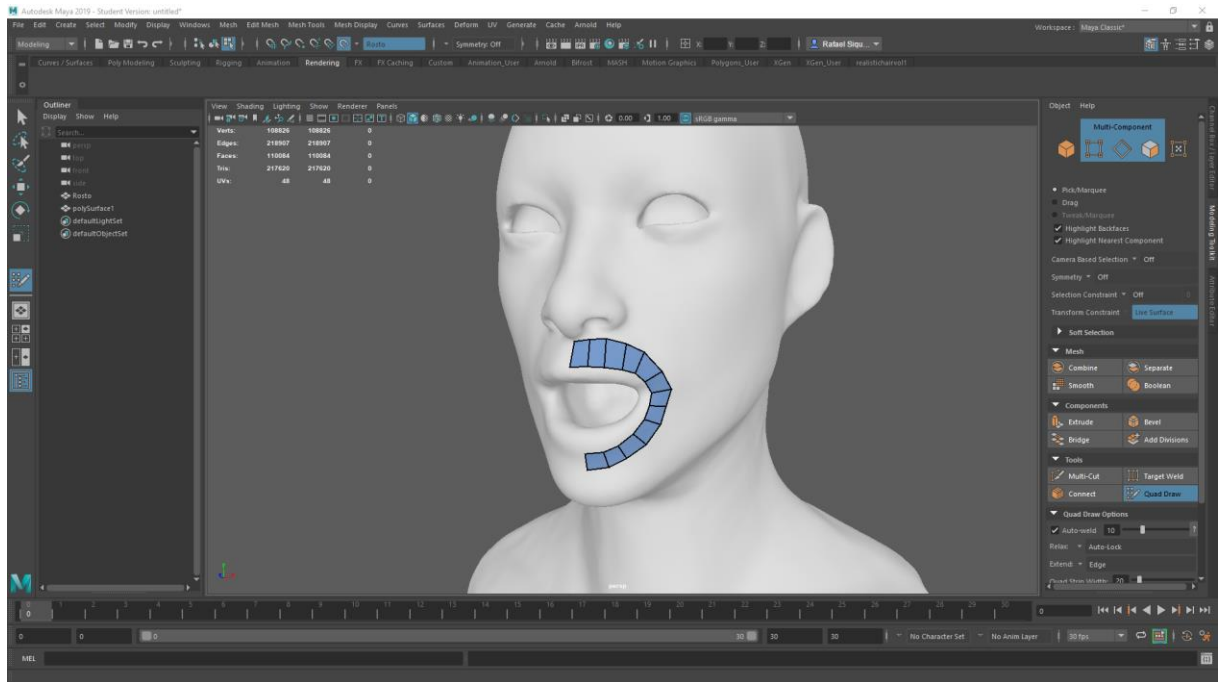 Autodesk Maya 2019 - Student Version: untitled*
File Edit Create Select Modify Display Windows Mesh Edit Mesh Mesh Tools Mesh Display Curves Surfaces Deform UV Generate Cache Arnold Help
Workspace: Maya Classic*
Modeling
Rosto
Symmetry: Off
X:
Y:
Z:
Rafael Siqu...
Curves / Surfaces Poly Modeling Sculpting Rigging Animation Rendering FX FX Caching Custom Animation_User Arnold Bifrost MASH Motion Graphics Polygons_User XGen XGen_User realistichairvol1
Outliner
Display Show Help
Search...
persp
top
front
side
Rosto
polySurface1
defaultLightSet
defaultObjectSet
View Shading Lighting Show Renderer Panels
0.00 1.00 sRGB gamma
Verts: 108826 108826 0
Edges: 218907 218907 0
Faces: 110084 110084 0
Tris: 217620 217620 0
UVs: 48 48 0
persp
Object Help
Multi-Component
Pick/Marquee
Drag
Tweak/Marquee
Highlight Backfaces
Highlight Nearest Component
Camera Based Selection Off
Symmetry Off
Selection Constraint Off
Transform Constraint Live Surface
Soft Selection
Mesh
Combine Separate
Smooth Boolean
Components
Extrude Bevel
Bridge Add Divisions
Tools
Multi-Cut Target Weld
Connect Quad Draw
Quad Draw Options
Auto-weld 10
Relax: Auto-Lock
Extend: Edge
Quad Strip Width: 20
Channel Box / Layer Editor
Modeling Toolkit
Attribute Editor
0 1 2 3 4 5 6 7 8 9 10 11 12 13 14 15 16 17 18 19 20 21 22 23 24 25 26 27 28 29 30
0
0
0 0 0 30 30 30 No Character Set No Anim Layer 30 fps
MEL